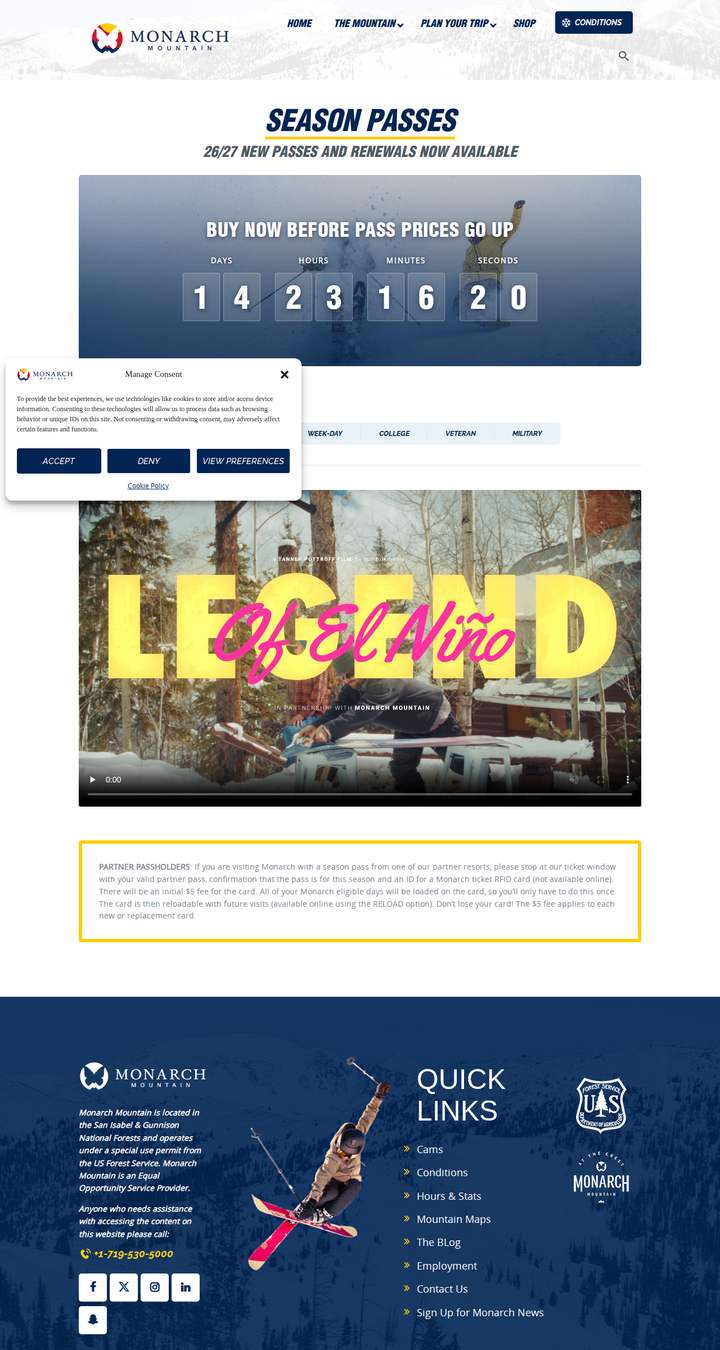 HOME
THE MOUNTAIN
PLAN YOUR TRIP
SHOP
CONDITIONS
MONARCH
MOUNTAIN
SEASON PASSES
26/27 NEW PASSES AND RENEWALS NOW AVAILABLE
BUY NOW BEFORE PASS PRICES GO UP
DAYS HOURS MINUTES SECONDS
1 4 2 3 1 6 2 0
MONARCH
MOUNTAIN
Manage Consent
To provide the best experiences, we use technologies like cookies to store and/or access device
information. Consenting to these technologies will allow us to process data such as browsing
behavior or unique IDs on this site. Not consenting or withdrawing consent, may adversely affect
certain features and functions.
ACCEPT
DENY
VIEW PREFERENCES
Cookie Policy
WEEK-DAY
COLLEGE
VETERAN
MILITARY
A TANNER POTTROFF FILM
LEGEND
Of El Niño
IN PARTNERSHIP WITH MONARCH MOUNTAIN
0:00
PARTNER PASSHOLDERS: If you are visiting Monarch with a season pass from one of our partner resorts, please stop at our ticket window
with your valid partner pass, confirmation that the pass is for this season and an ID for a Monarch ticket RFID card (not available online).
There will be an initial $5 fee for the card. All of your Monarch eligible days will be loaded on the card, so you'll only have to do this once.
The card is then reloadable with future visits (available online using the RELOAD option). Don't lose your card! The $5 fee applies to each
new or replacement card.
MONARCH
MOUNTAIN
Monarch Mountain is located in
the San Isabel & Gunnison
National Forests and operates
under a special use permit from
the US Forest Service. Monarch
Mountain is an Equal
Opportunity Service Provider.
Anyone who needs assistance
with accessing the content on
this website please call:
+1-719-530-5000
QUICK
LINKS
Cams
Conditions
Hours & Stats
Mountain Maps
The BLog
Employment
Contact Us
Sign Up for Monarch News
FOREST SERVICE
U S
DEPARTMENT OF AGRICULTURE
AT THE CREST
MONARCH
MOUNTAIN